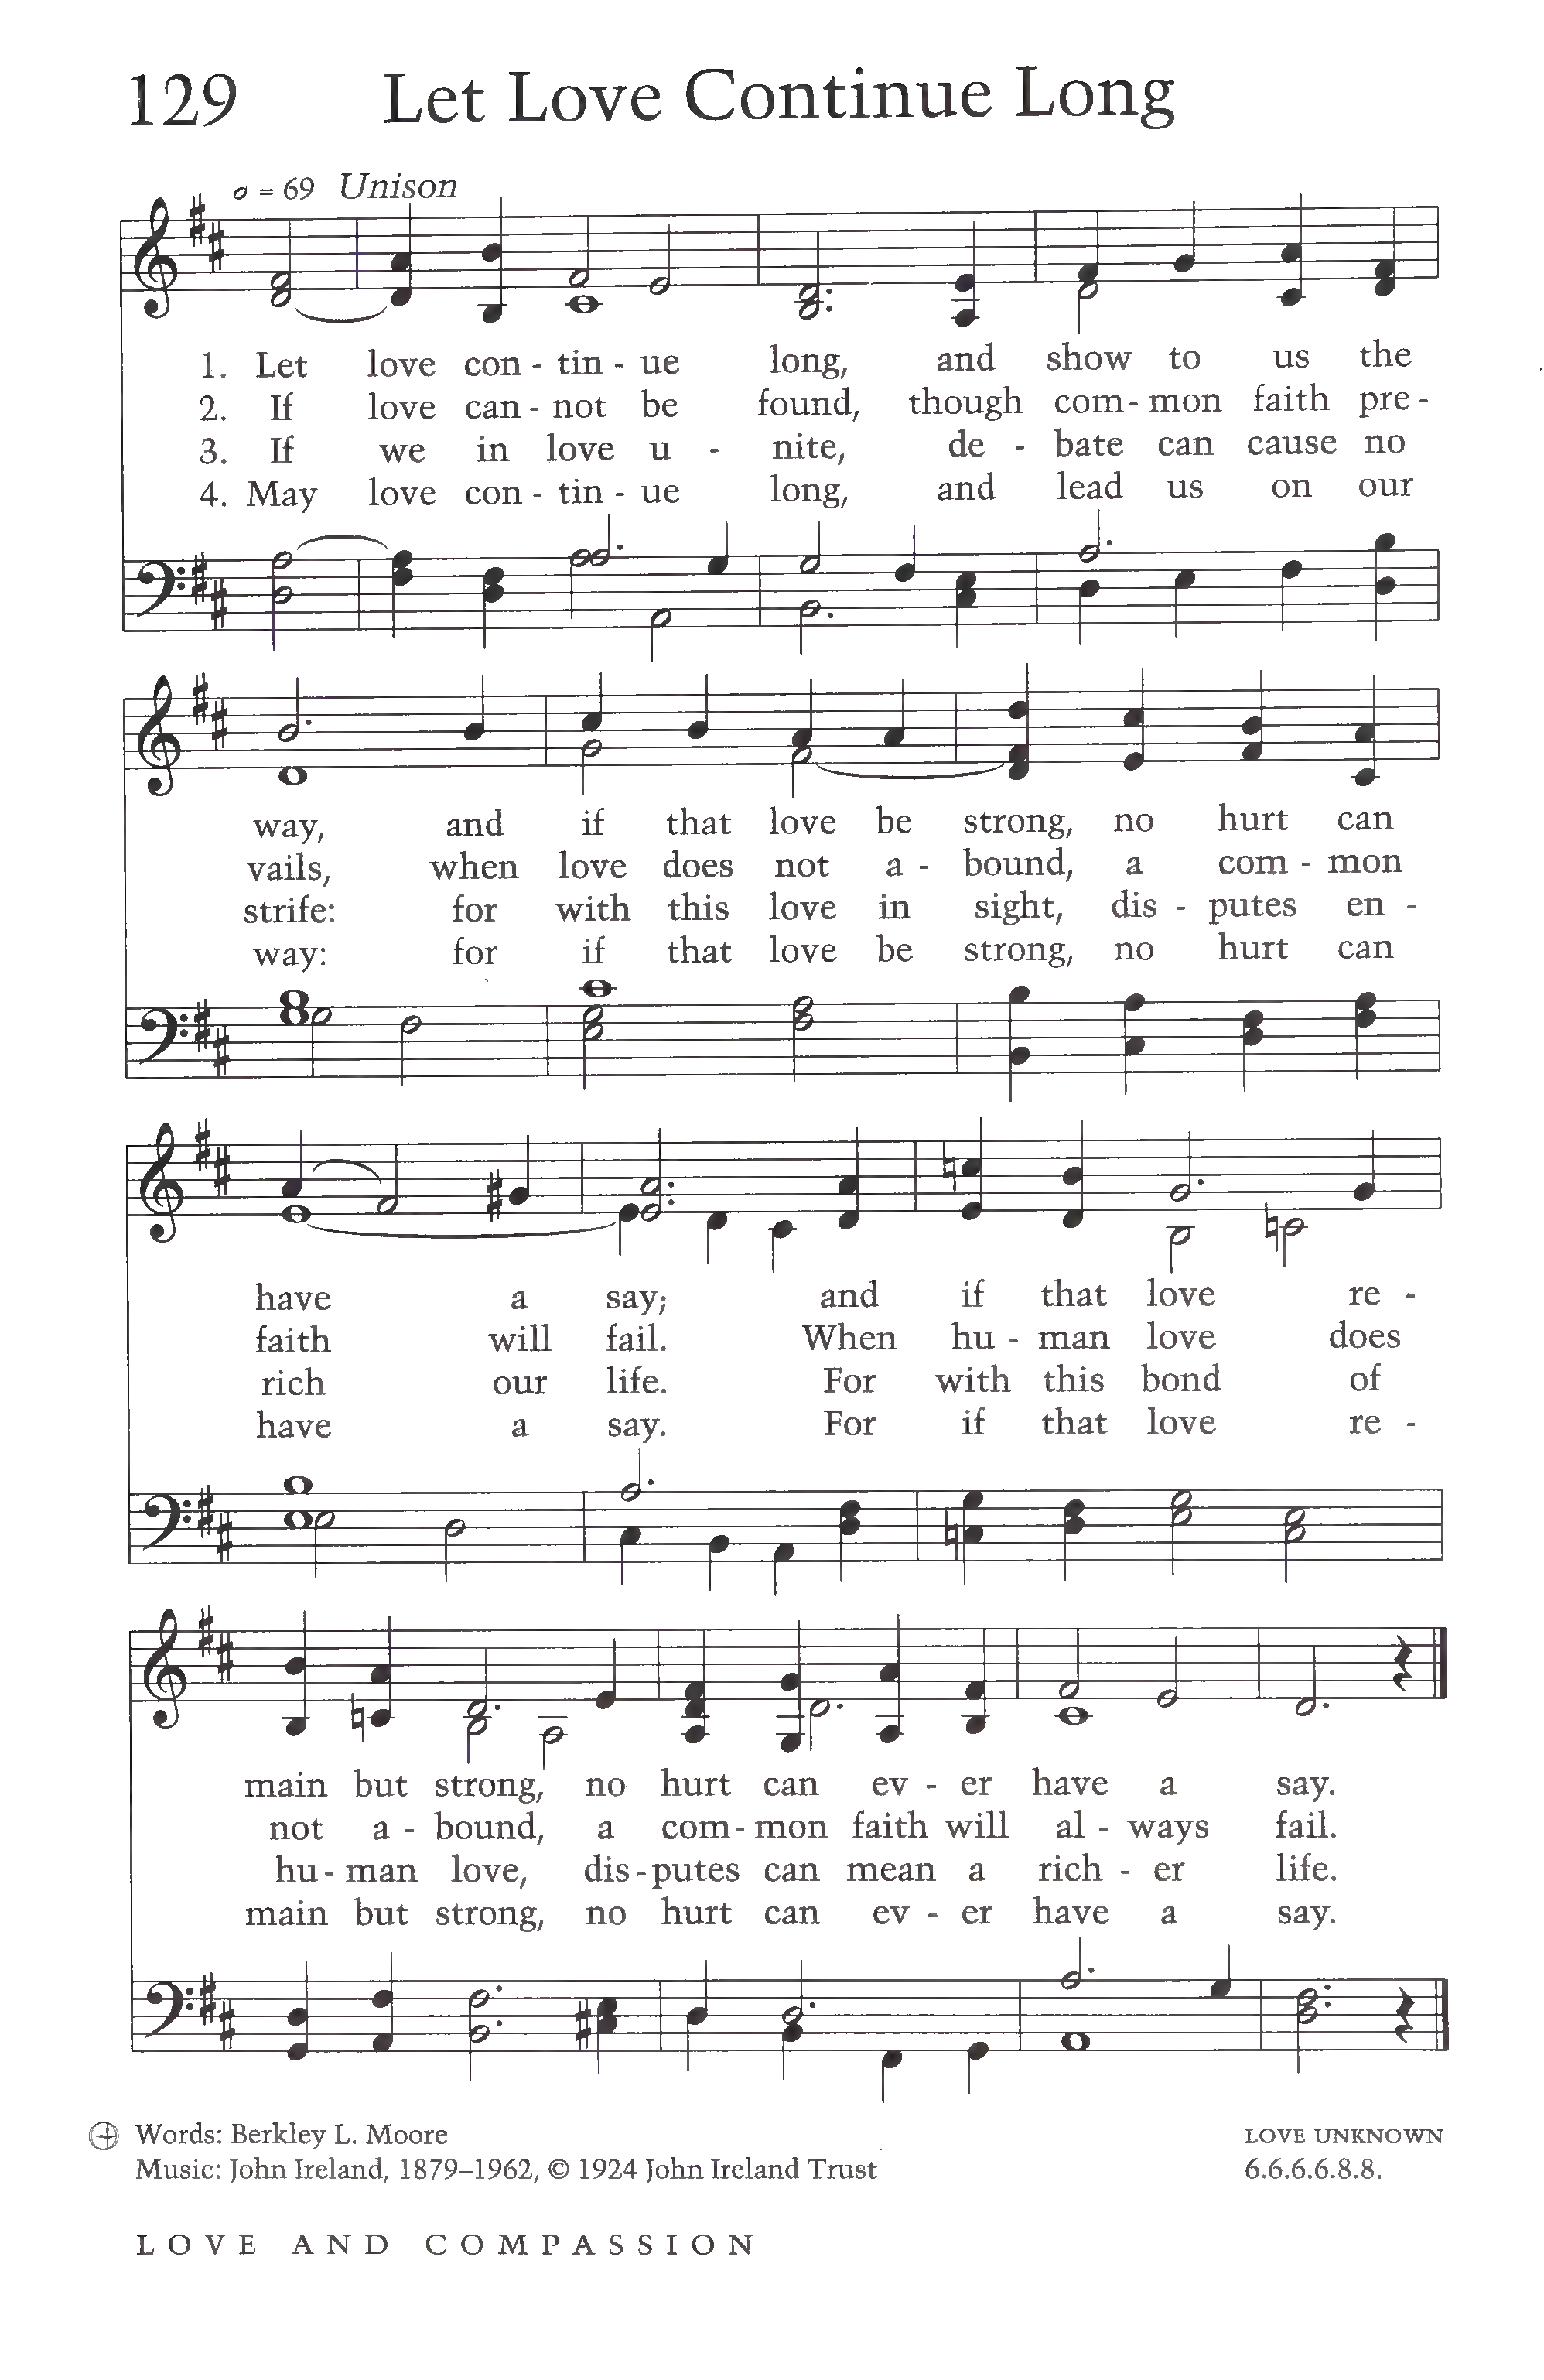 129 Let Love Continue Long
𝅗𝅥 = 69 Unison
1. Let love con - tin - ue long, and show to us the
2. If love can - not be found, though com - mon faith pre -
3. If we in love u - nite, de - bate can cause no
4. May love con - tin - ue long, and lead us on our
way, and if that love be strong, no hurt can
vails, when love does not a - bound, a com - mon
strife: for with this love in sight, dis - putes en -
way: for if that love be strong, no hurt can
have a say; and if that love re -
faith will fail. When hu - man love does
rich our life. For with this bond of
have a say. For if that love re -
main but strong, no hurt can ev - er have a say.
not a - bound, a com - mon faith will al - ways fail.
hu - man love, dis - putes can mean a rich - er life.
main but strong, no hurt can ev - er have a say.
Words: Berkley L. Moore LOVE UNKNOWN
Music: John Ireland, 1879–1962, © 1924 John Ireland Trust 6.6.6.6.8.8.
LOVE AND COMPASSION